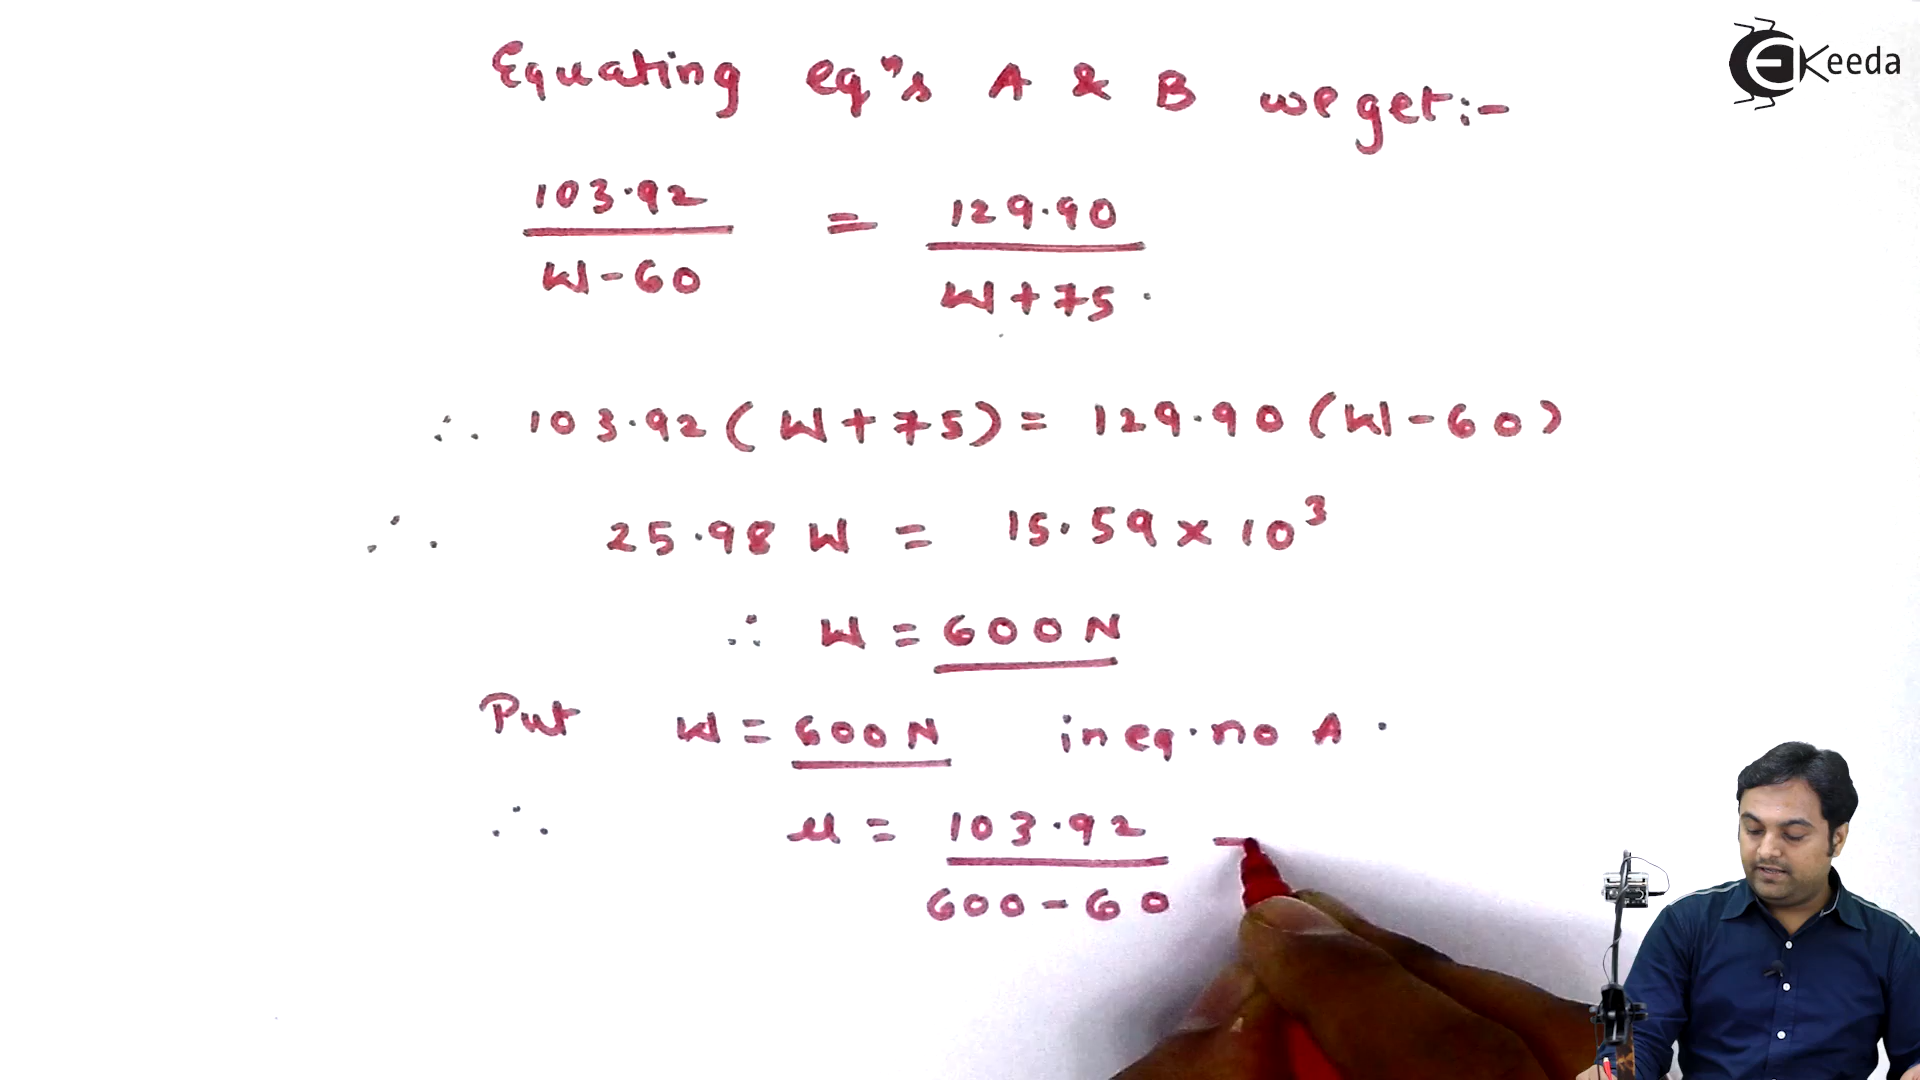 EKeeda
Equating eqⁿs A & B we get:-
103.92 / W-60 = 129.90 / W+75.
∴ 103.92 (W+75) = 129.90 (W-60)
∴ 25.98 W = 15.59 × 10³
∴ W = 600 N
Put W = 600 N in eq. no A.
∴ μ = 103.92 / 600-60